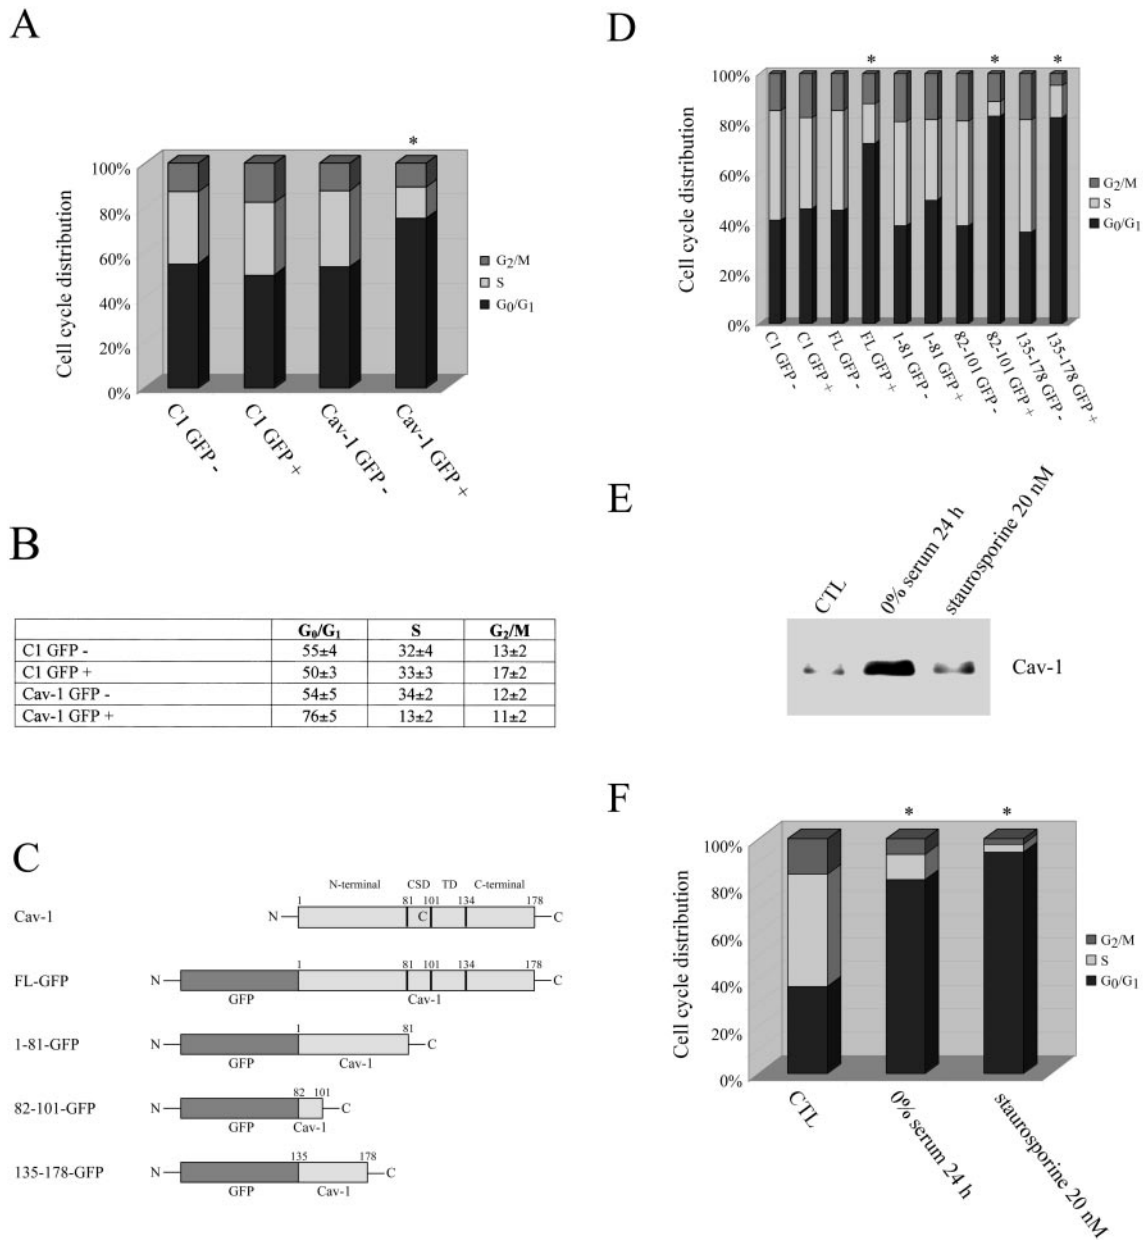 A
Cell cycle distribution
100%
80%
60%
40%
20%
0%
*
G2/M
S
G0/G1
C1 GFP -
C1 GFP +
Cav-1 GFP -
Cav-1 GFP +
B
G0/G1 S G2/M
C1 GFP - 55±4 32±4 13±2
C1 GFP + 50±3 33±3 17±2
Cav-1 GFP - 54±5 34±2 12±2
Cav-1 GFP + 76±5 13±2 11±2
C
N-terminal CSD TD C-terminal
1 81 101 134 178
Cav-1 N C C
1 81 101 134 178
FL-GFP N C
GFP Cav-1
1 81
1-81-GFP N C
GFP Cav-1
82 101
82-101-GFP N C
GFP Cav-1
135 178
135-178-GFP N C
GFP Cav-1
D
Cell cycle distribution
100%
80%
60%
40%
20%
0%
* * *
G2/M
S
G0/G1
C1 GFP -
C1 GFP +
FL GFP -
FL GFP +
1-81 GFP -
1-81 GFP +
82-101 GFP -
82-101 GFP +
135-178 GFP -
135-178 GFP +
E
CTL
0% serum 24 h
staurosporine 20 nM
Cav-1
F
Cell cycle distribution
100%
80%
60%
40%
20%
0%
* *
G2/M
S
G0/G1
CTL
0% serum 24 h
staurosporine 20 nM